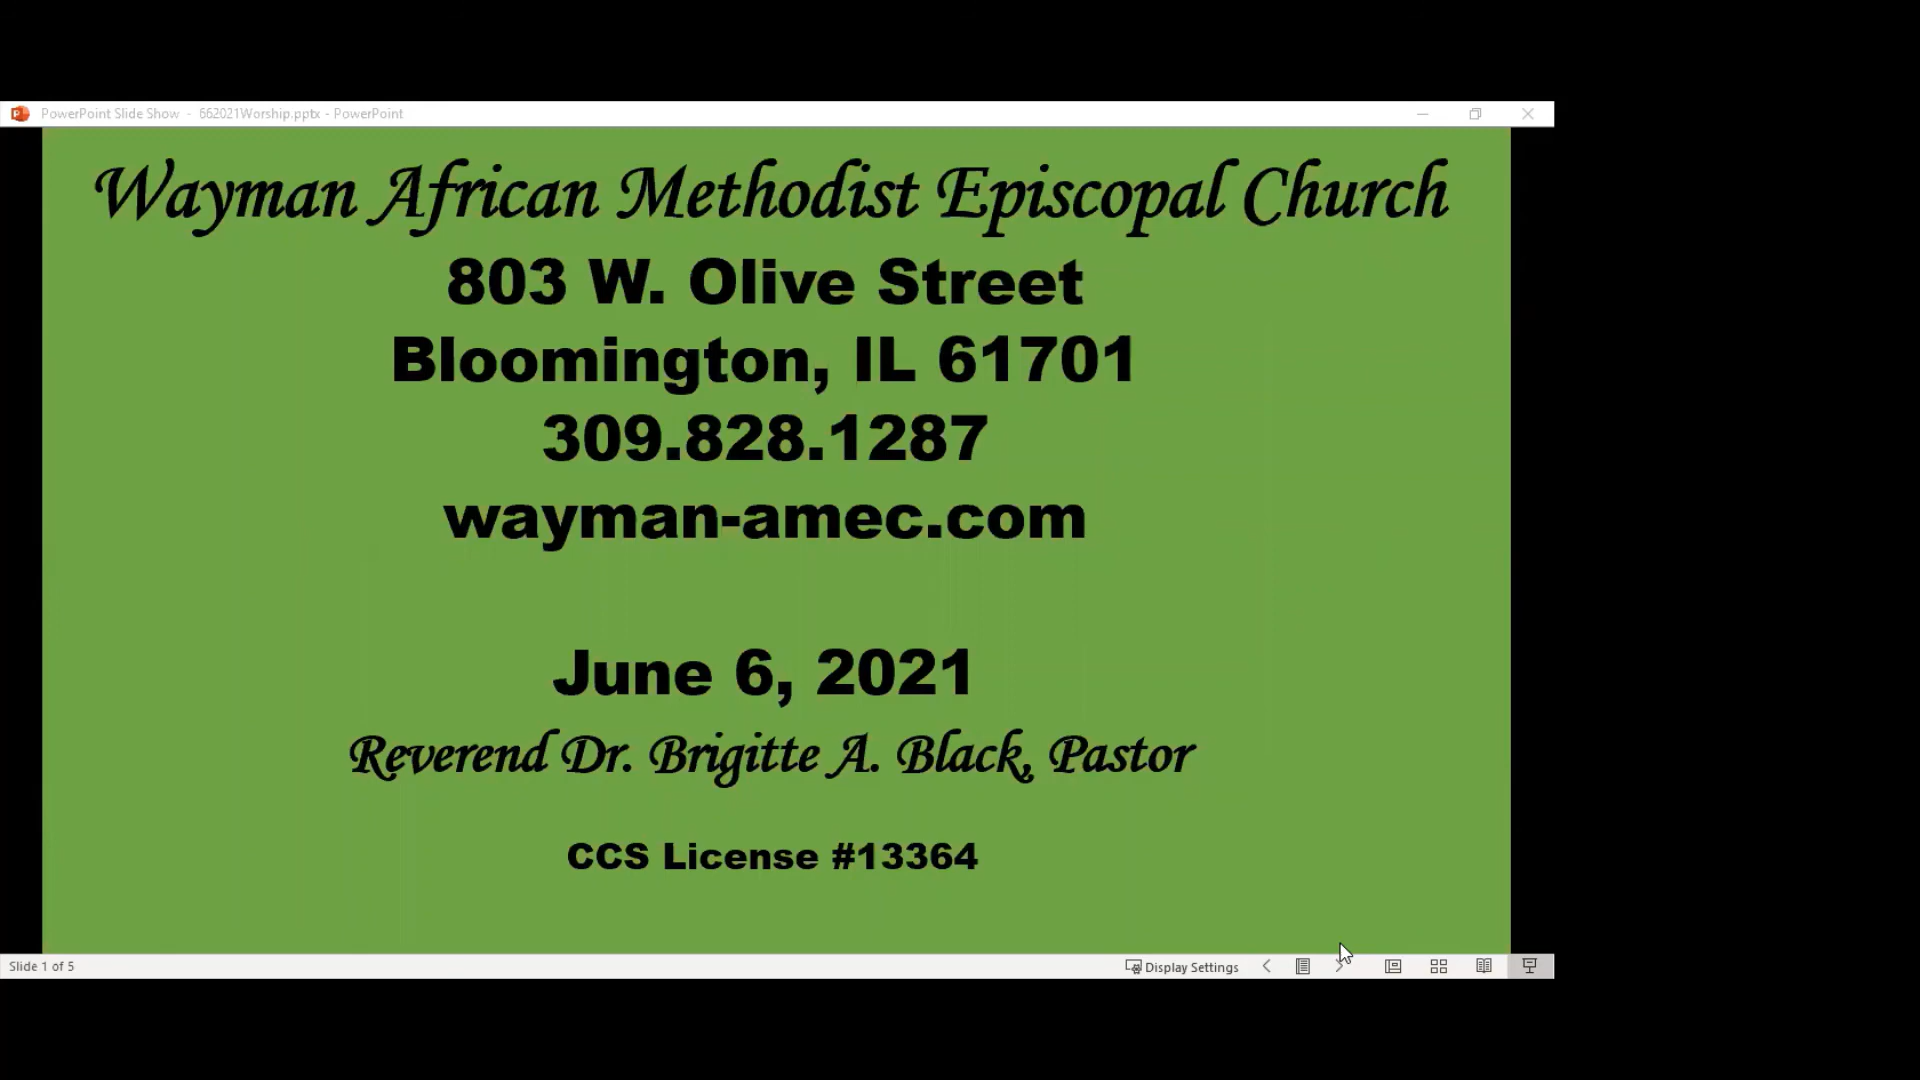 PowerPoint Slide Show - 662021Worship.pptx - PowerPoint
Wayman African Methodist Episcopal Church
803 W. Olive Street
Bloomington, IL 61701
309.828.1287
wayman-amec.com
June 6, 2021
Reverend Dr. Brigitte A. Black, Pastor
CCS License #13364
Slide 1 of 5
Display Settings